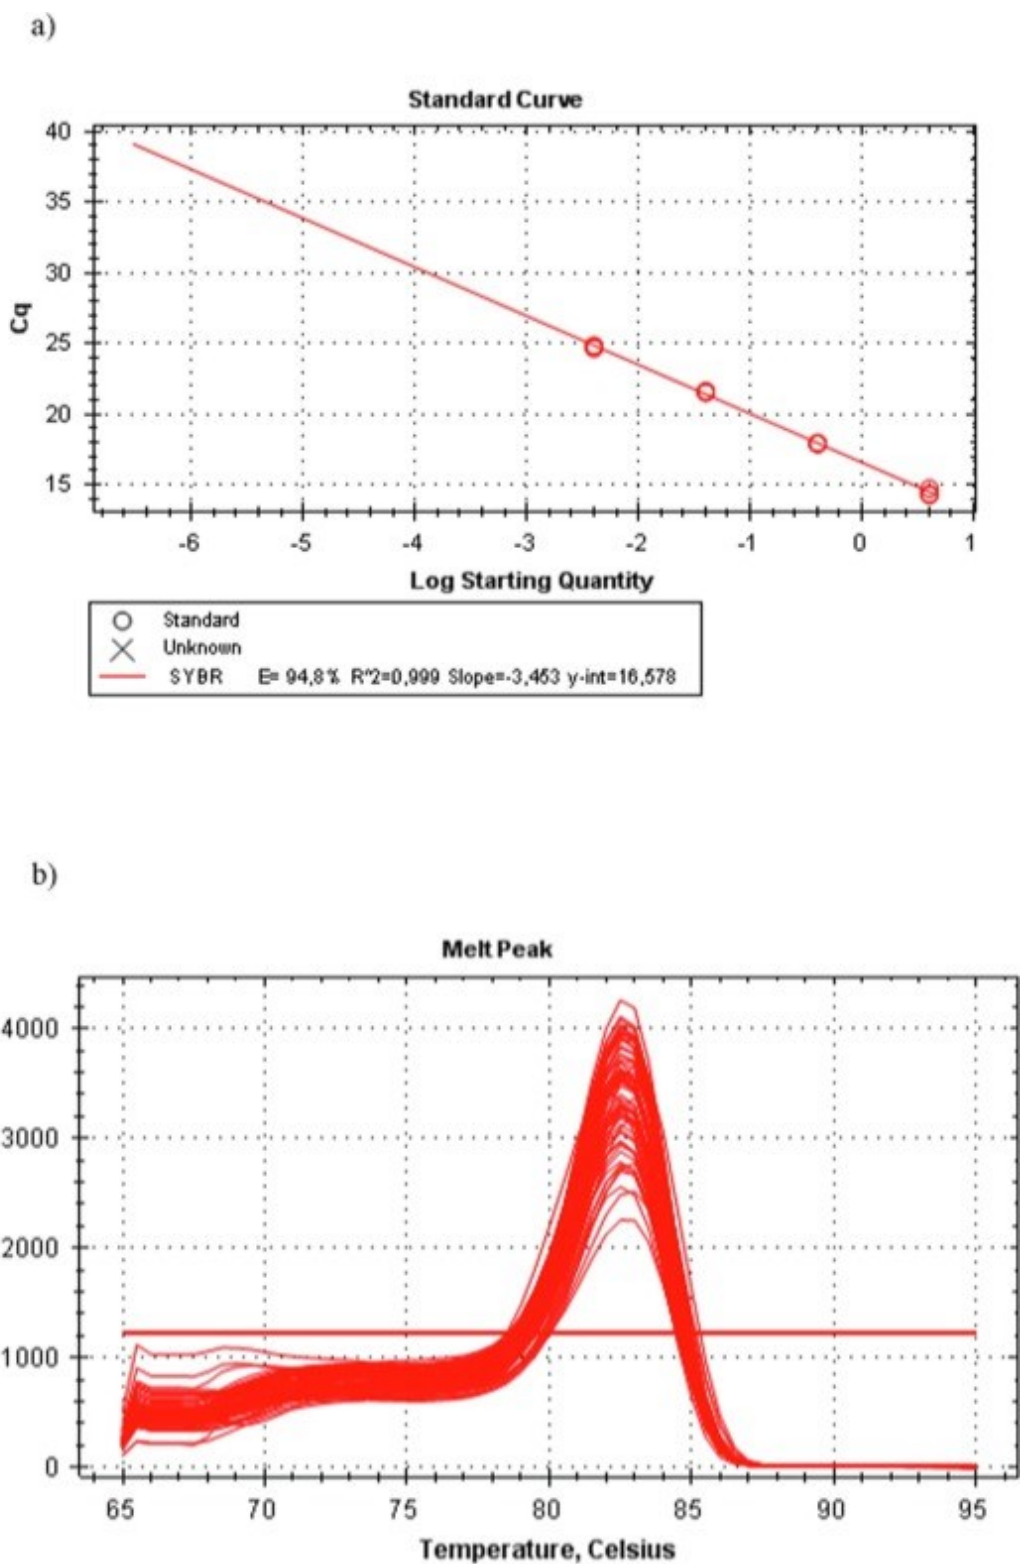 a)
Standard Curve
40
35
30
25
20
15
Cq
-6 -5 -4 -3 -2 -1 0 1
Log Starting Quantity
Standard
Unknown
SYBR E= 94,8% R^2=0,999 Slope=-3,453 y-int=16,578
b)
Melt Peak
4000
3000
2000
1000
0
65 70 75 80 85 90 95
Temperature, Celsius